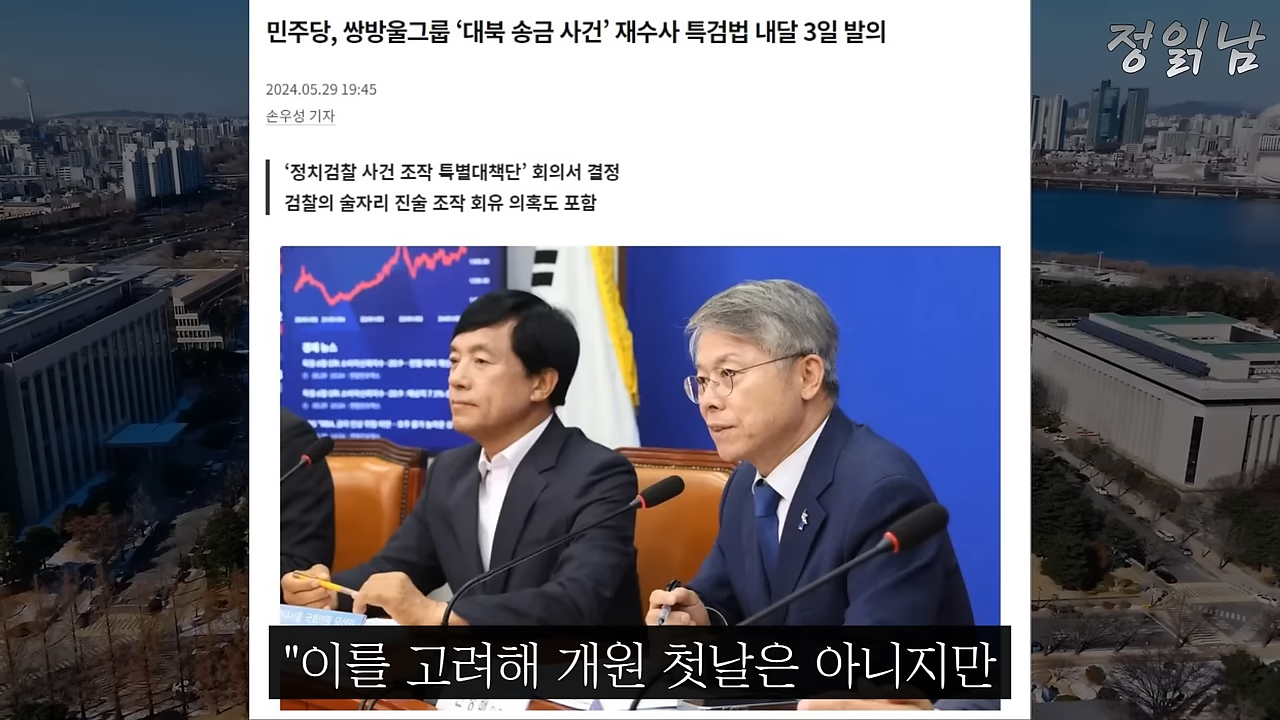 민주당, 쌍방울그룹 ‘대북 송금 사건’ 재수사 특검법 내달 3일 발의
정읽남
2024.05.29 19:45
손우성 기자
‘정치검찰 사건 조작 특별대책단’ 회의서 결정
검찰의 술자리 진술 조작 회유 의혹도 포함
경제 뉴스
"이를 고려해 개원 첫날은 아니지만